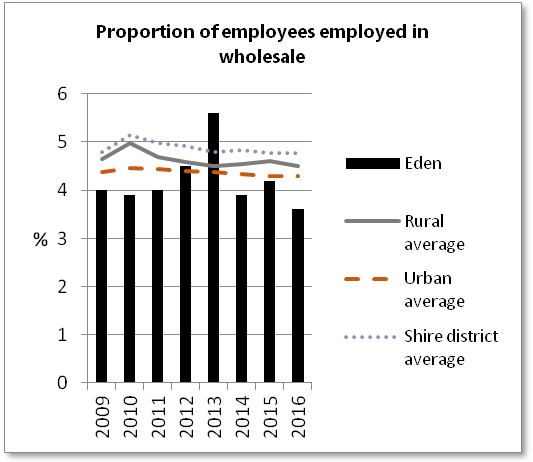 Proportion of employees employed in
wholesale
6
5
4
3
2
1
0
%
2009
2010
2011
2012
2013
2014
2015
2016
Eden
Rural
average
Urban
average
Shire district
average